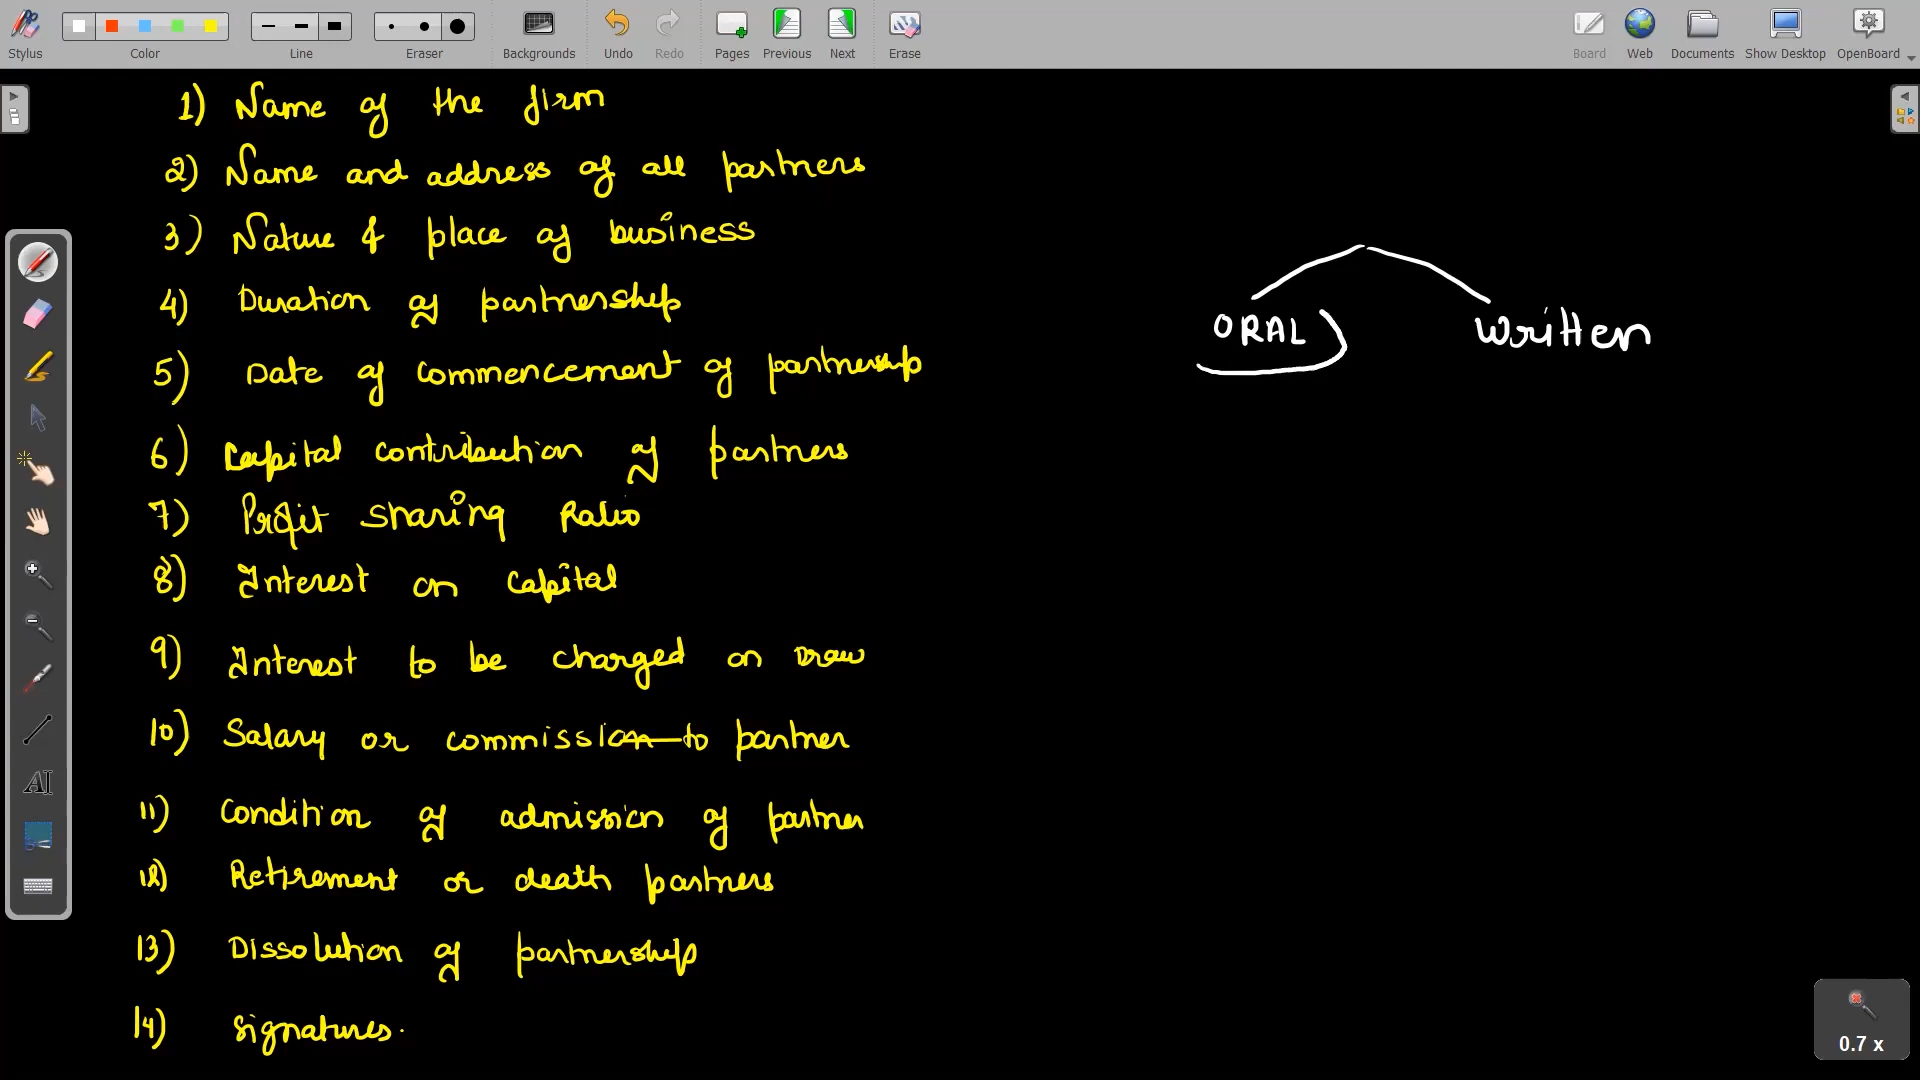 Stylus Color Line Eraser Backgrounds Undo Redo Pages Previous Next Erase Board Web Documents Show Desktop OpenBoard
1) Name of the firm
2) Name and address of all partners
3) Nature & place of business
4) Duration of partnership
5) Date of commencement of partnership
6) Capital contribution of partners
7) Profit sharing Ratio
8) Interest on capital
9) Interest to be charged on Draw
10) Salary or commission to partner
11) Condition of admission of partner
12) Retirement or death partners
13) Dissolution of partnership
14) Signatures.
ORAL written
0.7 x